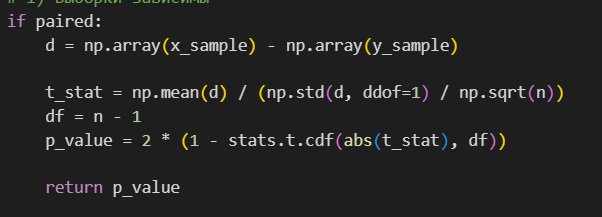 # 1) Выборки зависимы
if paired:
d = np.array(x_sample) - np.array(y_sample)
t_stat = np.mean(d) / (np.std(d, ddof=1) / np.sqrt(n))
df = n - 1
p_value = 2 * (1 - stats.t.cdf(abs(t_stat), df))
return p_value